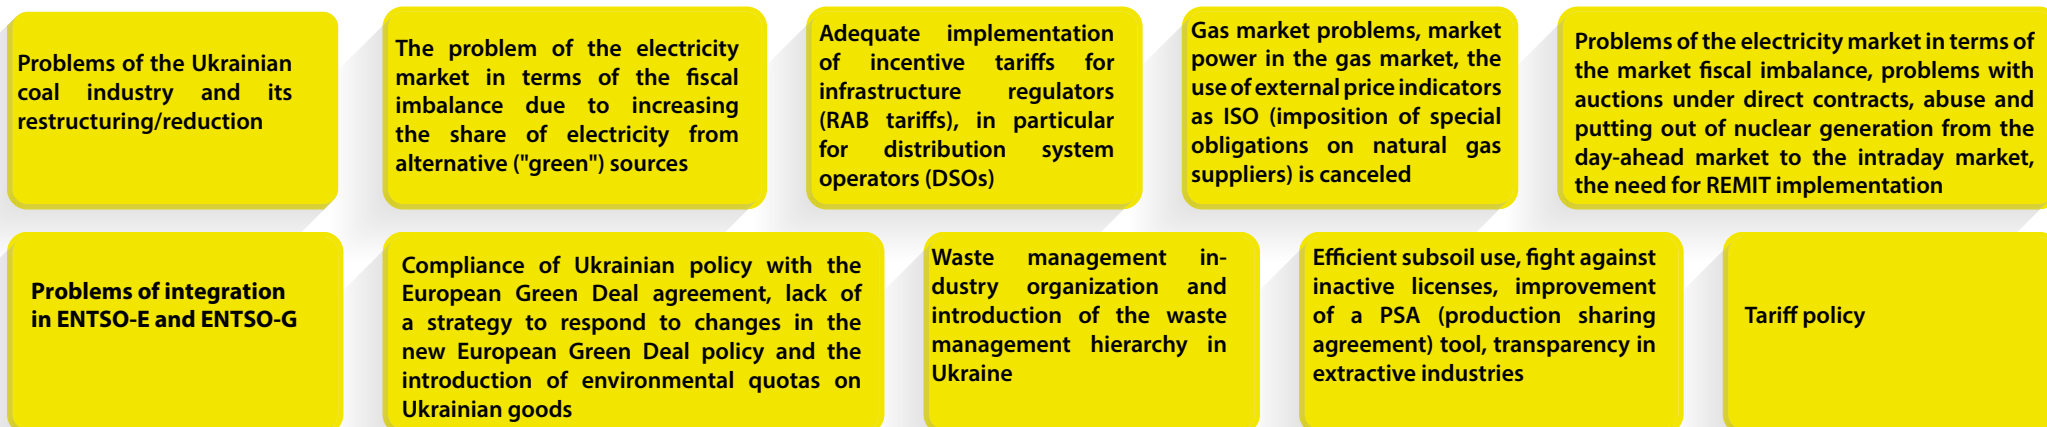 Problems of the Ukrainian
coal industry and its
restructuring/reduction
The problem of the electricity
market in terms of the fiscal
imbalance due to increasing
the share of electricity from
alternative ("green") sources
Adequate implementation
of incentive tariffs for
infrastructure regulators
(RAB tariffs), in particular
for distribution system
operators (DSOs)
Gas market problems, market
power in the gas market, the
use of external price indicators
as ISO (imposition of special
obligations on natural gas
suppliers) is canceled
Problems of the electricity market in terms of
the market fiscal imbalance, problems with
auctions under direct contracts, abuse and
putting out of nuclear generation from the
day-ahead market to the intraday market,
the need for REMIT implementation
Problems of integration
in ENTSO-E and ENTSO-G
Compliance of Ukrainian policy with the
European Green Deal agreement, lack of
a strategy to respond to changes in the
new European Green Deal policy and the
introduction of environmental quotas on
Ukrainian goods
Waste management in-
dustry organization and
introduction of the waste
management hierarchy in
Ukraine
Efficient subsoil use, fight against
inactive licenses, improvement
of a PSA (production sharing
agreement) tool, transparency in
extractive industries
Tariff policy